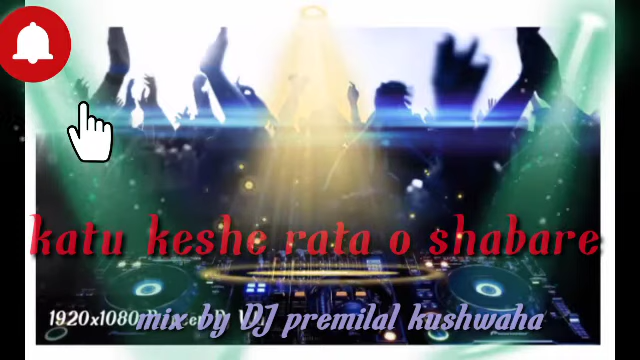 katu keshe rata o shabare
1920x1080
mix by DJ premilal kushwaha